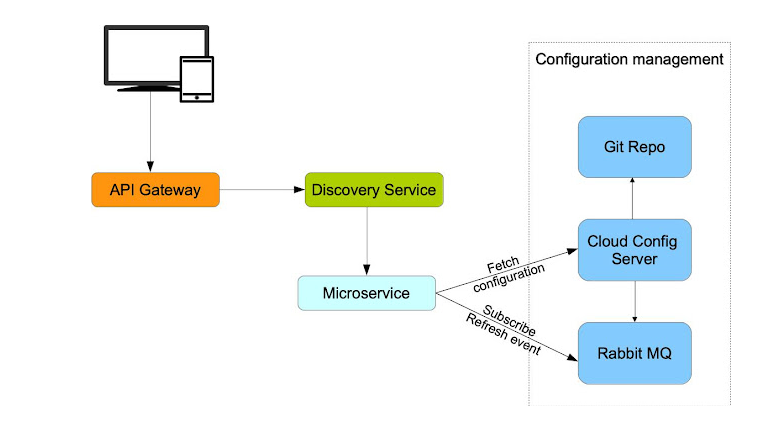 Configuration management
Git Repo
API Gateway
Discovery Service
Cloud Config
Server
Fetch
configuration
Microservice
Subscribe
Refresh event
Rabbit MQ